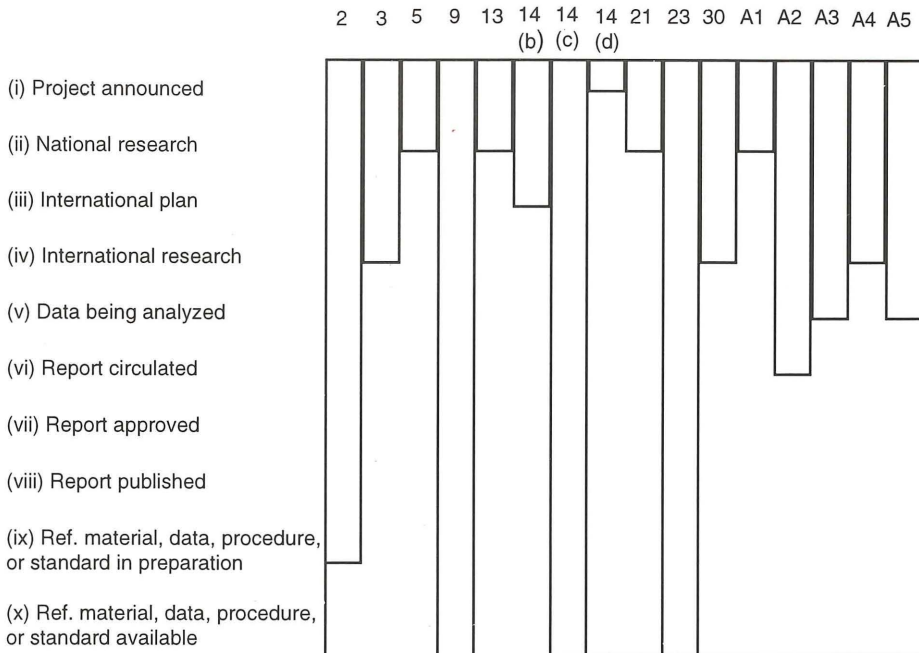 2 3 5 9 13 14 14 14 21 23 30 A1 A2 A3 A4 A5
(b) (c) (d)
(i) Project announced
(ii) National research
(iii) International plan
(iv) International research
(v) Data being analyzed
(vi) Report circulated
(vii) Report approved
(viii) Report published
(ix) Ref. material, data, procedure,
or standard in preparation
(x) Ref. material, data, procedure,
or standard available